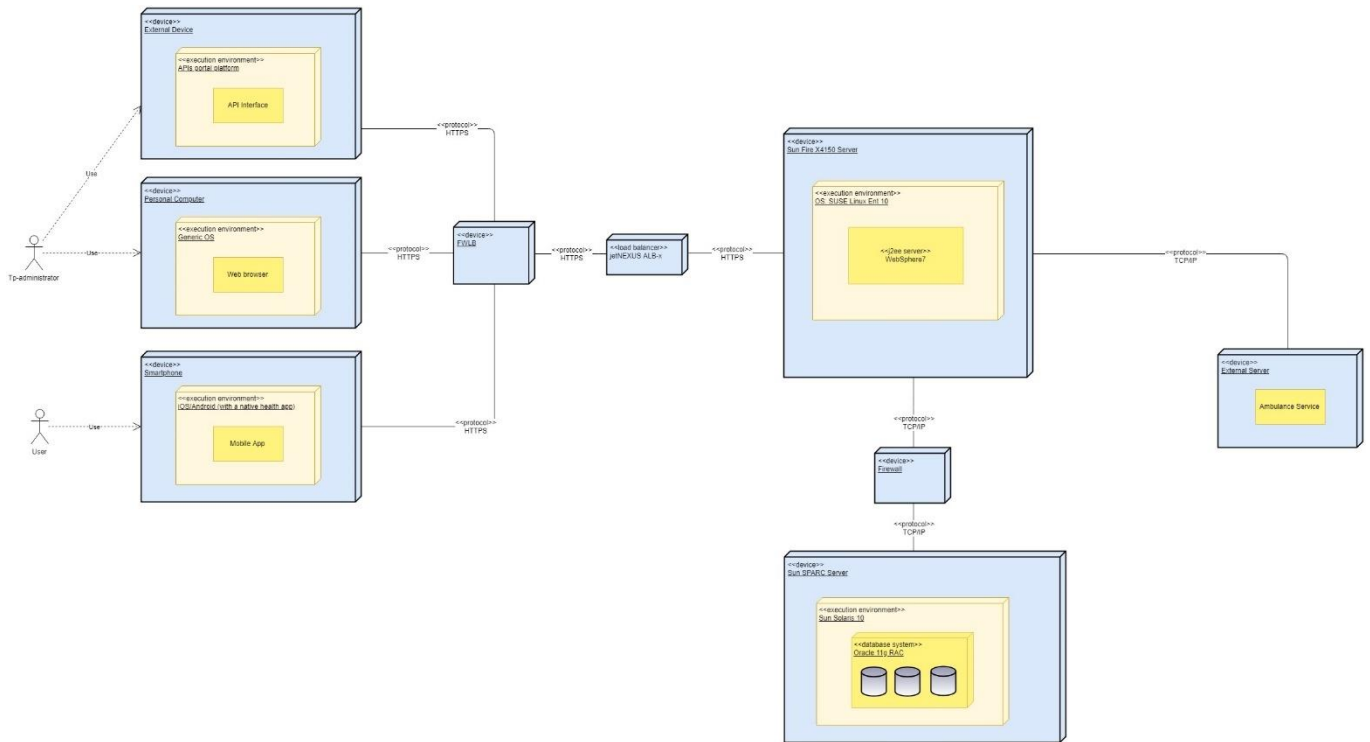 <<device>>
External Device
<<execution environment>>
APIs portal platform
API Interface
<<protocol>>
HTTPS
Use
<<device>>
Personal Computer
<<execution environment>>
Generic OS
Web browser
<<protocol>>
HTTPS
Use
Tp-administrator
<<device>>
Smartphone
<<execution environment>>
iOS/Android (with a native health app)
Mobile App
<<protocol>>
HTTPS
Use
User
<<device>>
FWLB
<<protocol>>
HTTPS
<<load balancer>>
jetNEXUS ALB-x
<<protocol>>
HTTPS
<<device>>
Sun Fire X4150 Server
<<execution environment>>
OS: SUSE Linux Ent 10
<<j2ee server>>
WebSphere7
<<protocol>>
TCP/IP
<<device>>
External Server
Ambulance Service
<<protocol>>
TCP/IP
<<device>>
Firewall
<<protocol>>
TCP/IP
<<device>>
Sun SPARC Server
<<execution environment>>
Sun Solaris 10
<<database system>>
Oracle 11g RAC